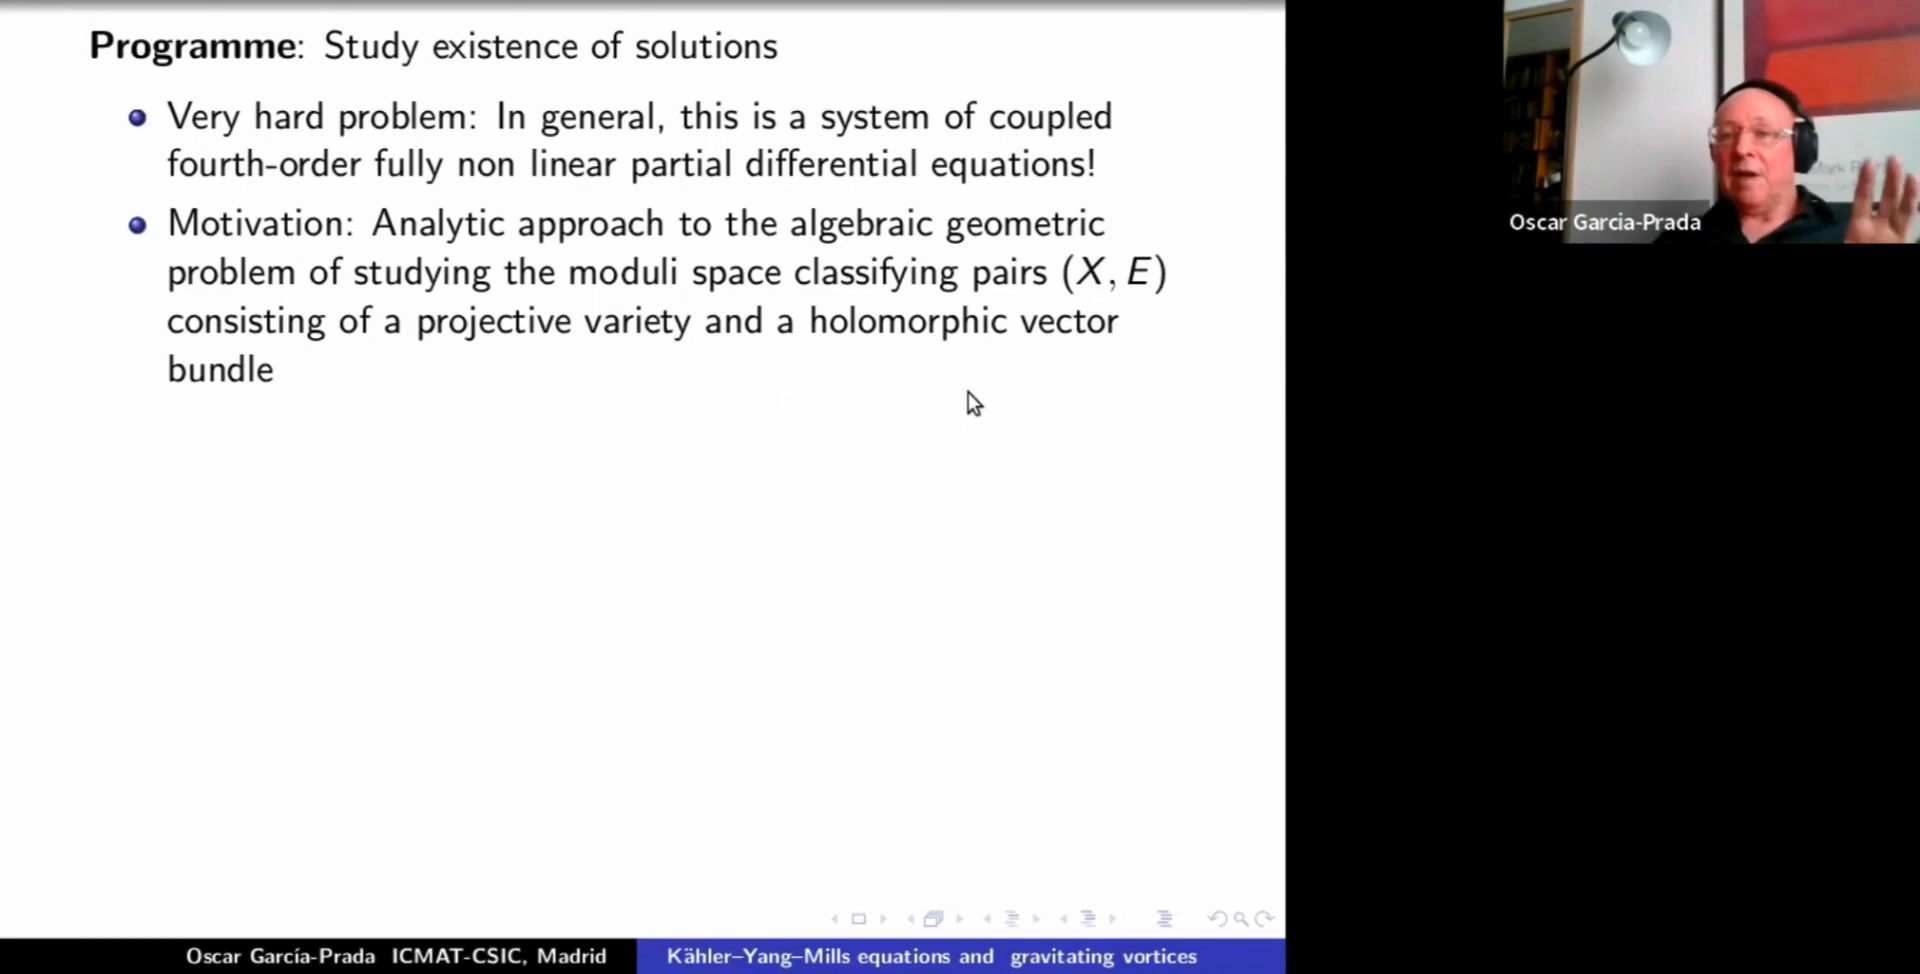 Programme: Study existence of solutions
Very hard problem: In general, this is a system of coupled
fourth-order fully non linear partial differential equations!
Motivation: Analytic approach to the algebraic geometric
problem of studying the moduli space classifying pairs (X, E)
consisting of a projective variety and a holomorphic vector
bundle
Oscar Garcia-Prada
Oscar García-Prada ICMAT-CSIC, Madrid
Kähler–Yang–Mills equations and gravitating vortices